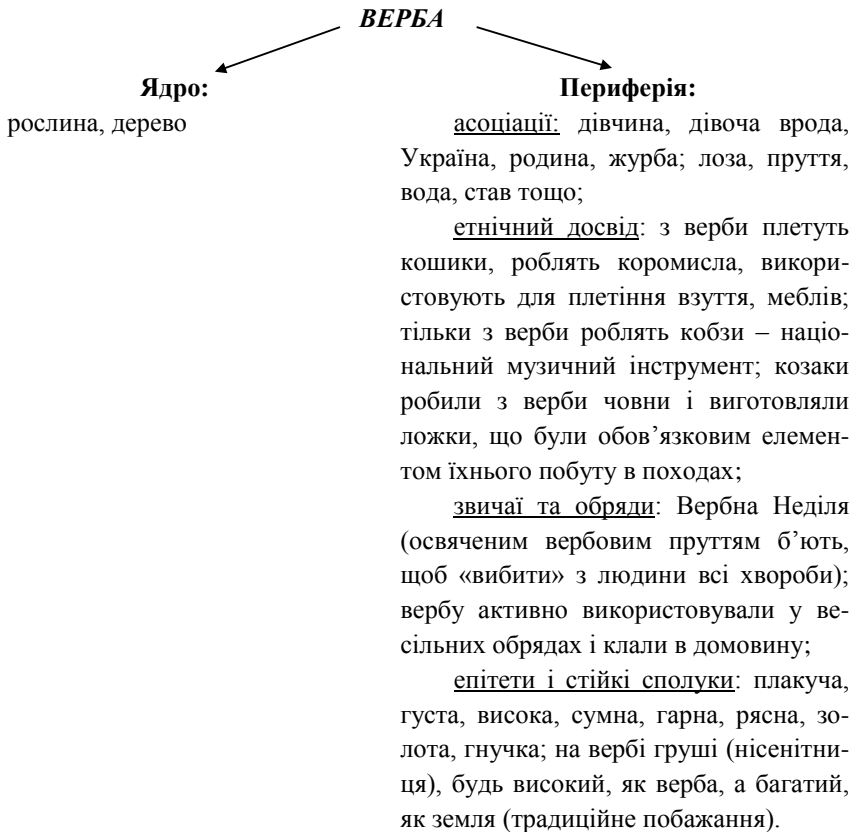 ВЕРБА
Ядро:
рослина, дерево
Периферія:
асоціації: дівчина, дівоча врода,
Україна, родина, журба; лоза, пруття,
вода, став тощо;
етнічний досвід: з верби плетуть
кошики, роблять коромисла, викори-
стовують для плетіння взуття, меблів;
тільки з верби роблять кобзи – націо-
нальний музичний інструмент; козаки
робили з верби човни і виготовляли
ложки, що були обов’язковим елемен-
том їхнього побуту в походах;
звичаї та обряди: Вербна Неділя
(освяченим вербовим пруттям б’ють,
щоб «вибити» з людини всі хвороби);
вербу активно використовували у ве-
сільних обрядах і клали в домовину;
епітети і стійкі сполуки: плакуча,
густа, висока, сумна, гарна, рясна, зо-
лота, гнучка; на вербі груші (нісенітни-
ця), будь високий, як верба, а багатий,
як земля (традиційне побажання).